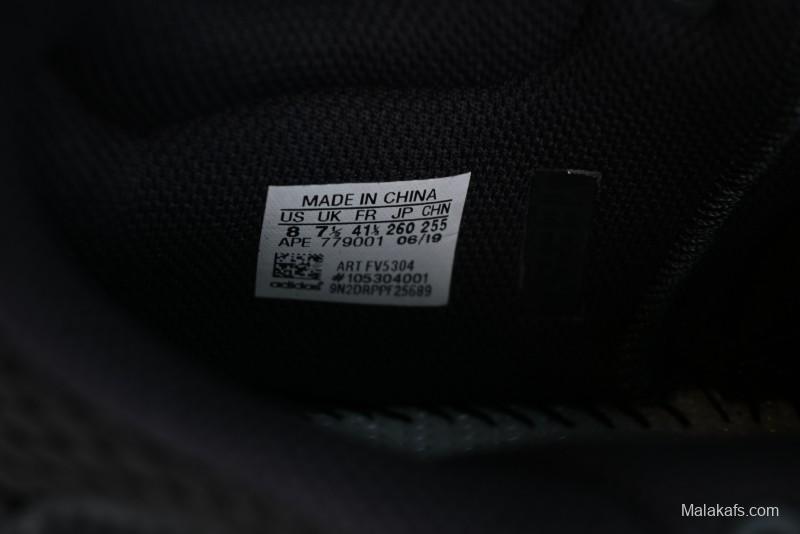 MADE IN CHINA
US UK FR JP CHN
8 7½ 41⅓ 260 255
APE 779001 06/19
ART FV5304
#105304001
adidas 9N2DRPPF25689
Malakafs.com